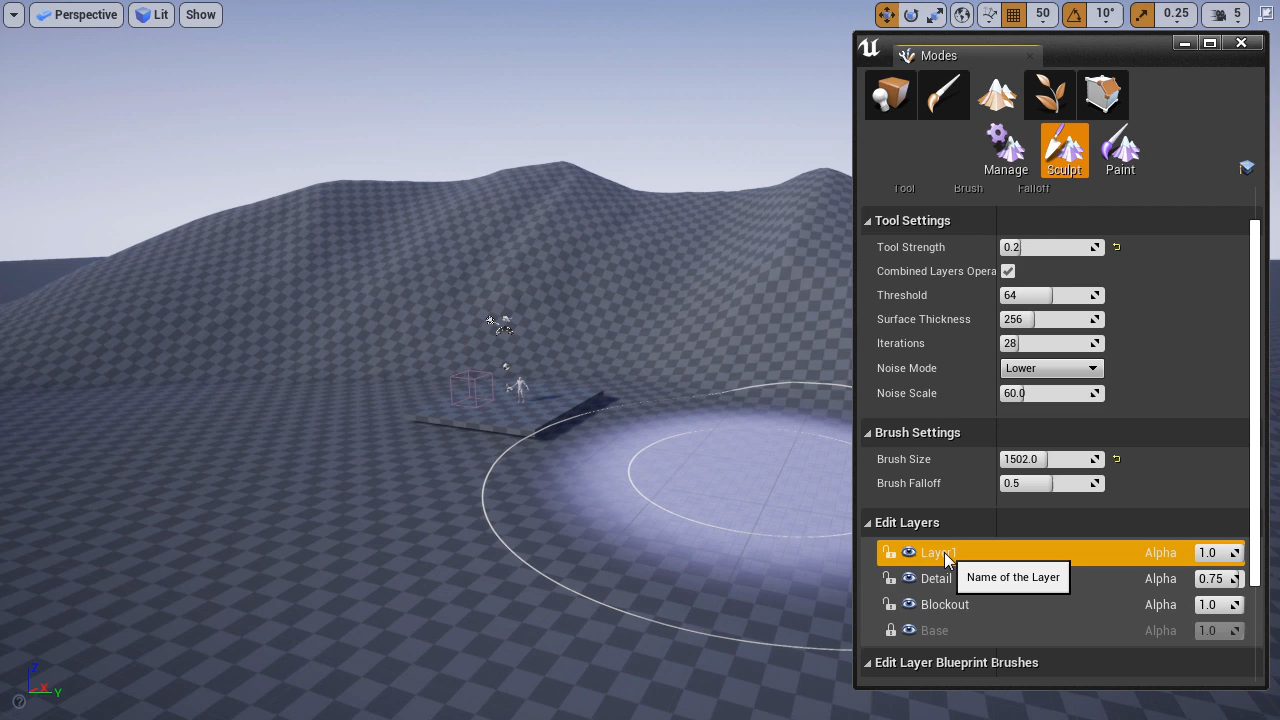 Perspective Lit Show 50 10° 0.25 5
Modes
Manage Sculpt Paint
Tool Brush Falloff
Tool Settings
Tool Strength 0.2
Combined Layers Opera
Threshold 64
Surface Thickness 256
Iterations 28
Noise Mode Lower
Noise Scale 60.0
Brush Settings
Brush Size 1502.0
Brush Falloff 0.5
Edit Layers
Layer1 Alpha 1.0
Name of the Layer
Detail Alpha 0.75
Blockout Alpha 1.0
Base Alpha 1.0
Edit Layer Blueprint Brushes
Z
X
Y